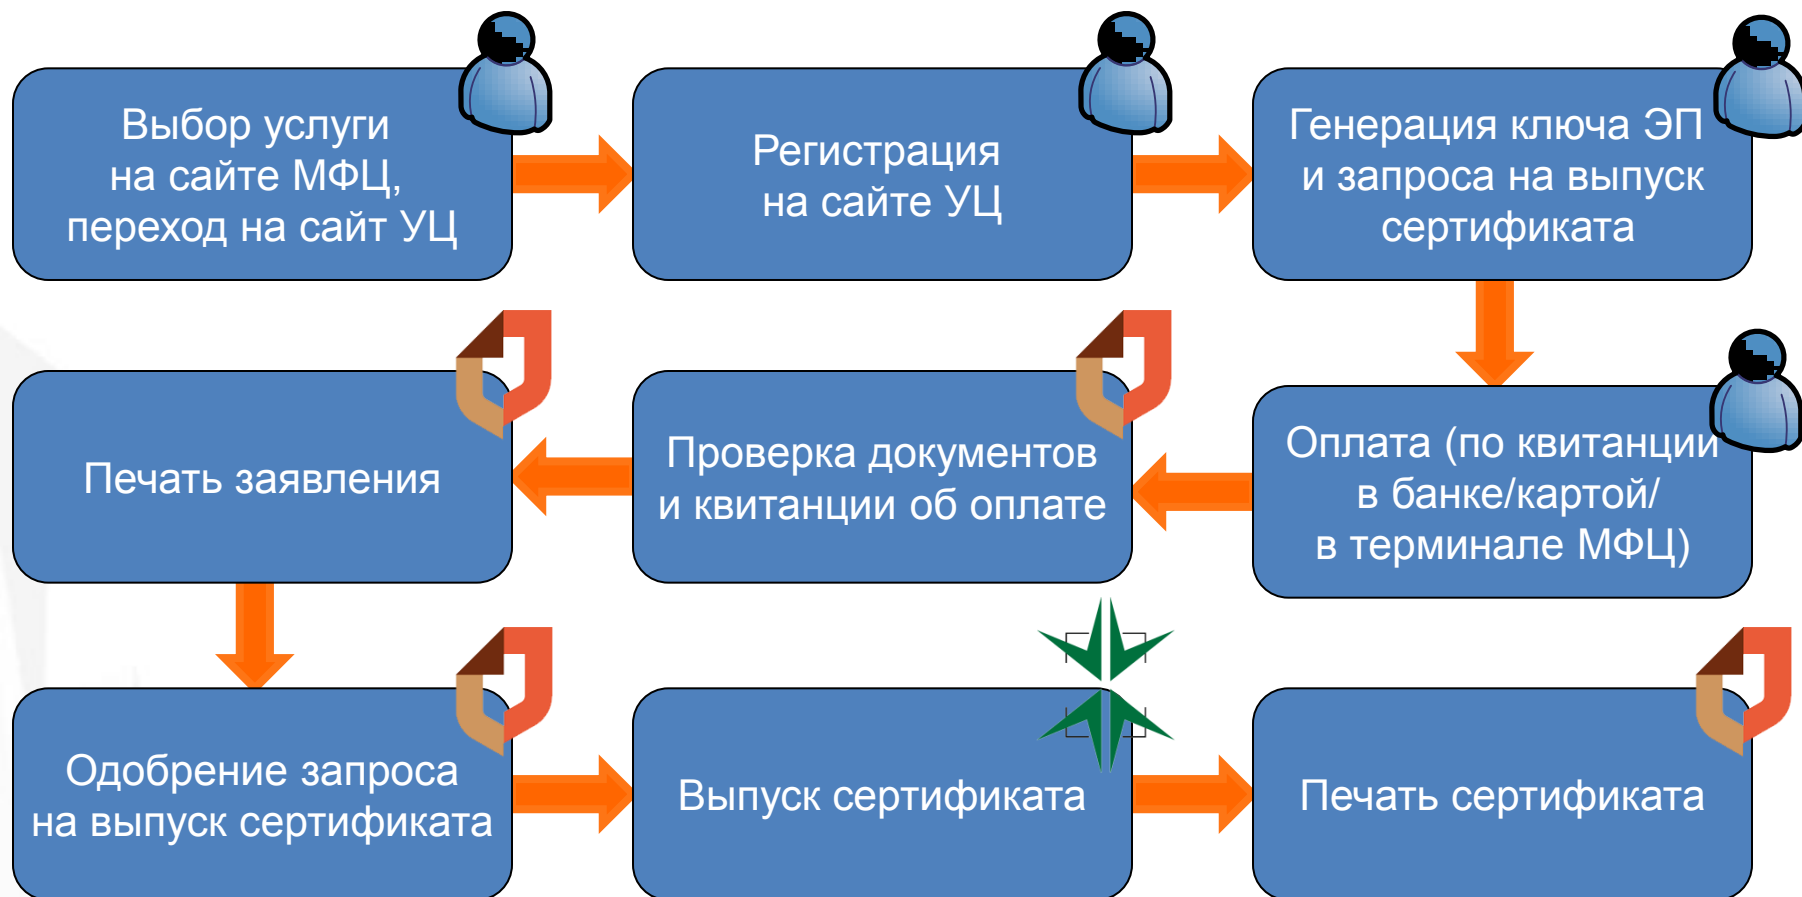 Выбор услуги
на сайте МФЦ,
переход на сайт УЦ
Регистрация
на сайте УЦ
Генерация ключа ЭП
и запроса на выпуск
сертификата
Оплата (по квитанции
в банке/картой/
в терминале МФЦ)
Проверка документов
и квитанции об оплате
Печать заявления
Одобрение запроса
на выпуск сертификата
Выпуск сертификата
Печать сертификата